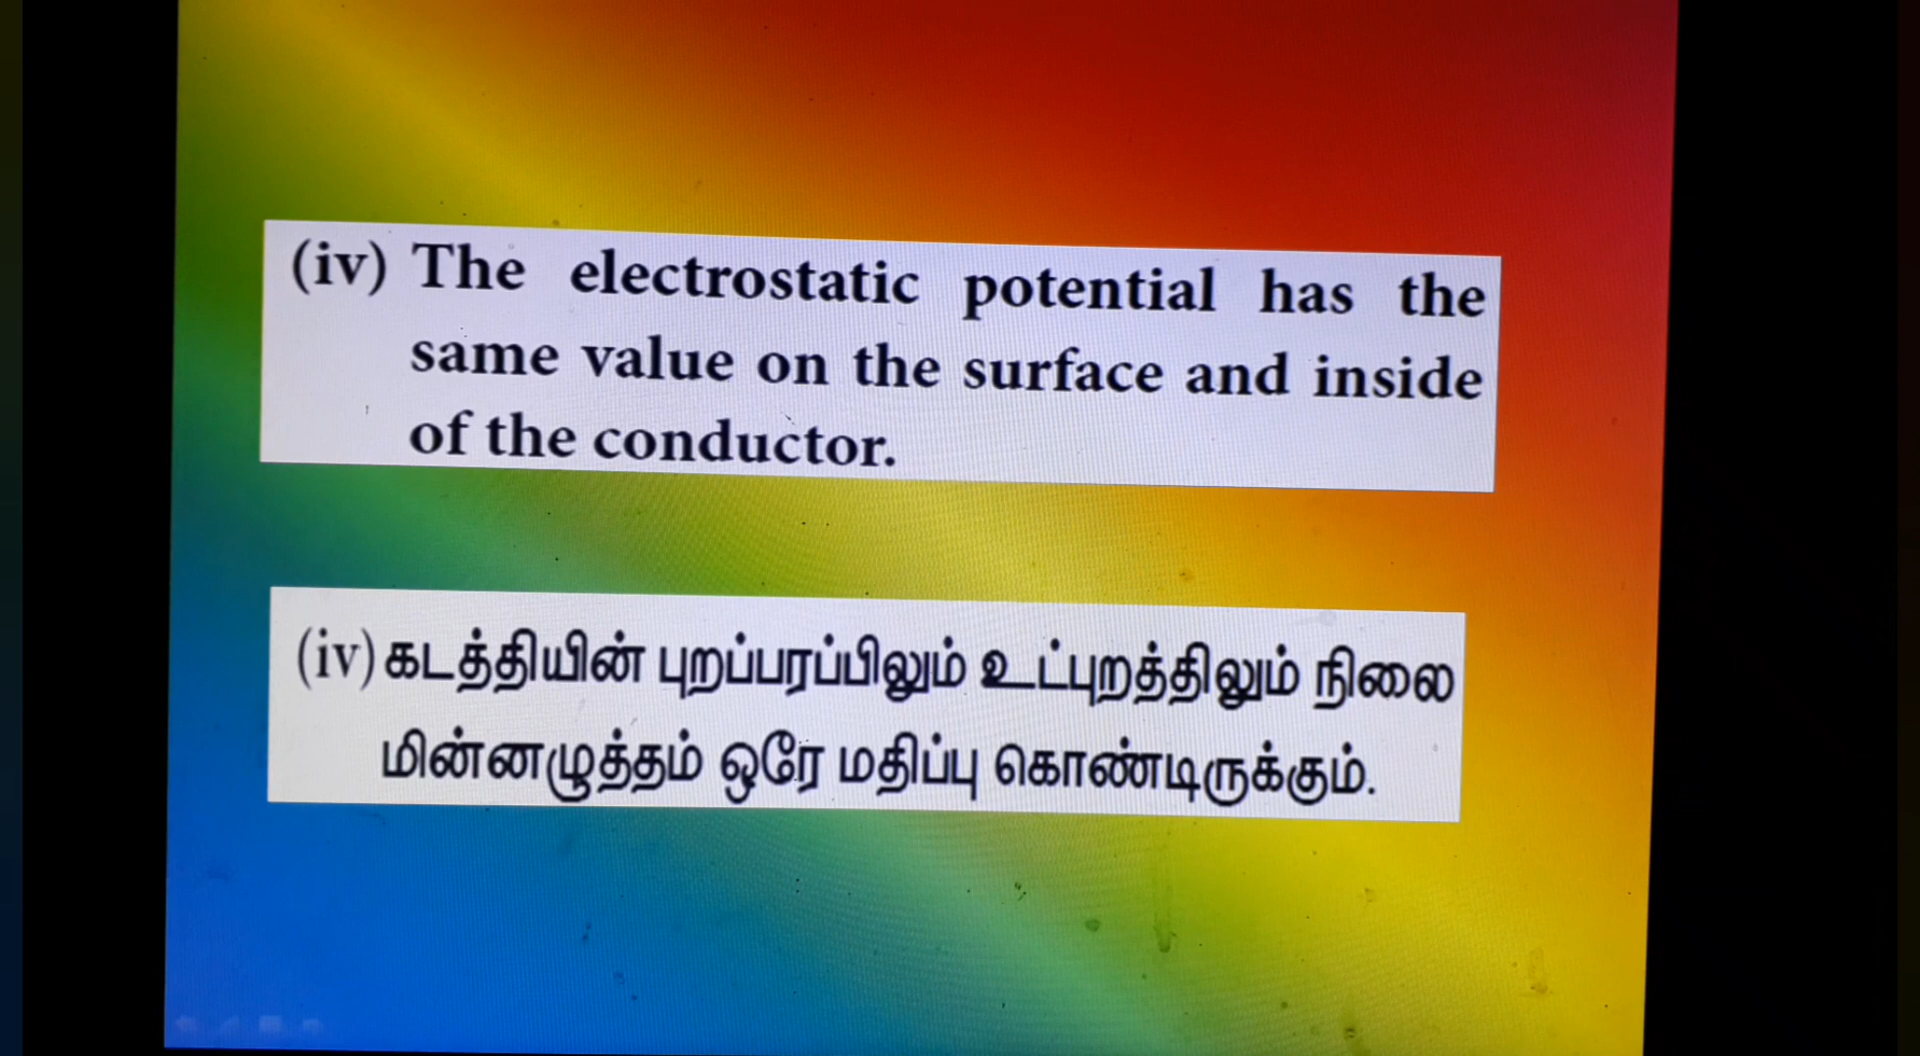 (iv) The electrostatic potential has the
same value on the surface and inside
of the conductor.
(iv) கடத்தியின் புறப்பரப்பிலும் உட்புறத்திலும் நிலை
மின்னழுத்தம் ஒரே மதிப்பு கொண்டிருக்கும்.